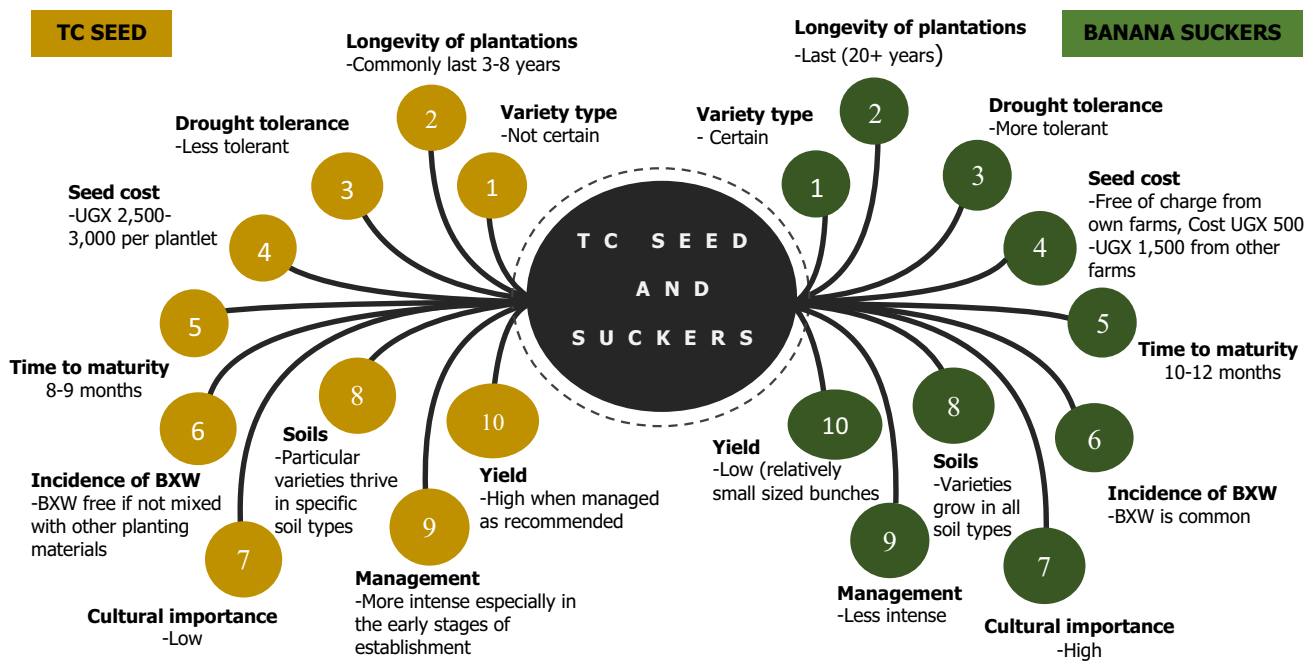 TC SEED
Longevity of plantations
-Commonly last 3-8 years
2
Variety type
-Not certain
1
Drought tolerance
-Less tolerant
3
Seed cost
-UGX 2,500-
3,000 per plantlet
4
5
Time to maturity
8-9 months
6
Incidence of BXW
-BXW free if not mixed
with other planting
materials
7
Cultural importance
-Low
8
Soils
-Particular
varieties thrive
in specific
soil types
9
Management
-More intense especially in
the early stages of
establishment
10
Yield
-High when managed
as recommended
TC SEED
AND
SUCKERS
BANANA SUCKERS
Longevity of plantations
-Last (20+ years)
2
Variety type
- Certain
1
Drought tolerance
-More tolerant
3
Seed cost
-Free of charge from
own farms, Cost UGX 500
-UGX 1,500 from other
farms
4
5
Time to maturity
10-12 months
6
Incidence of BXW
-BXW is common
7
Cultural importance
-High
8
Soils
-Varieties
grow in all
soil types
9
Management
-Less intense
10
Yield
-Low (relatively
small sized bunches